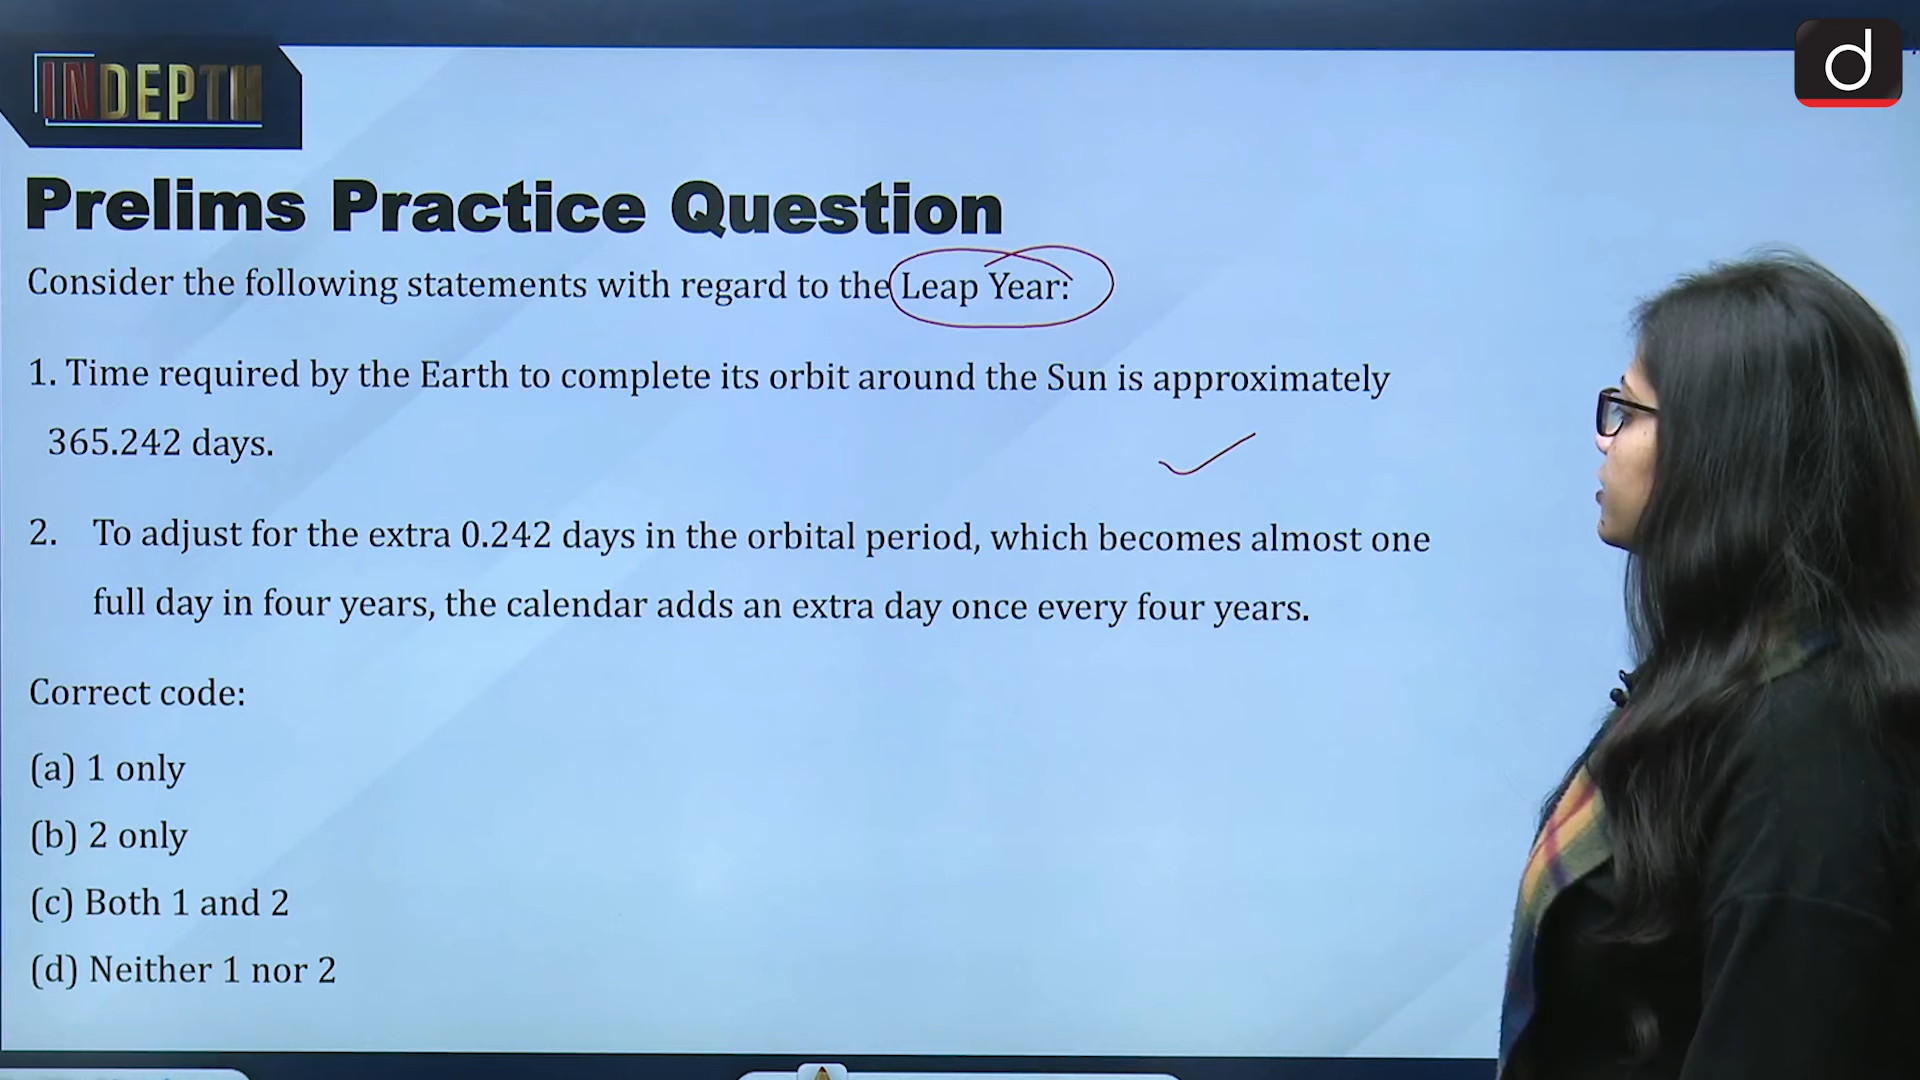 INDEPTH
d
Prelims Practice Question
Consider the following statements with regard to the Leap Year:
1. Time required by the Earth to complete its orbit around the Sun is approximately
365.242 days.
2. To adjust for the extra 0.242 days in the orbital period, which becomes almost one
full day in four years, the calendar adds an extra day once every four years.
Correct code:
(a) 1 only
(b) 2 only
(c) Both 1 and 2
(d) Neither 1 nor 2